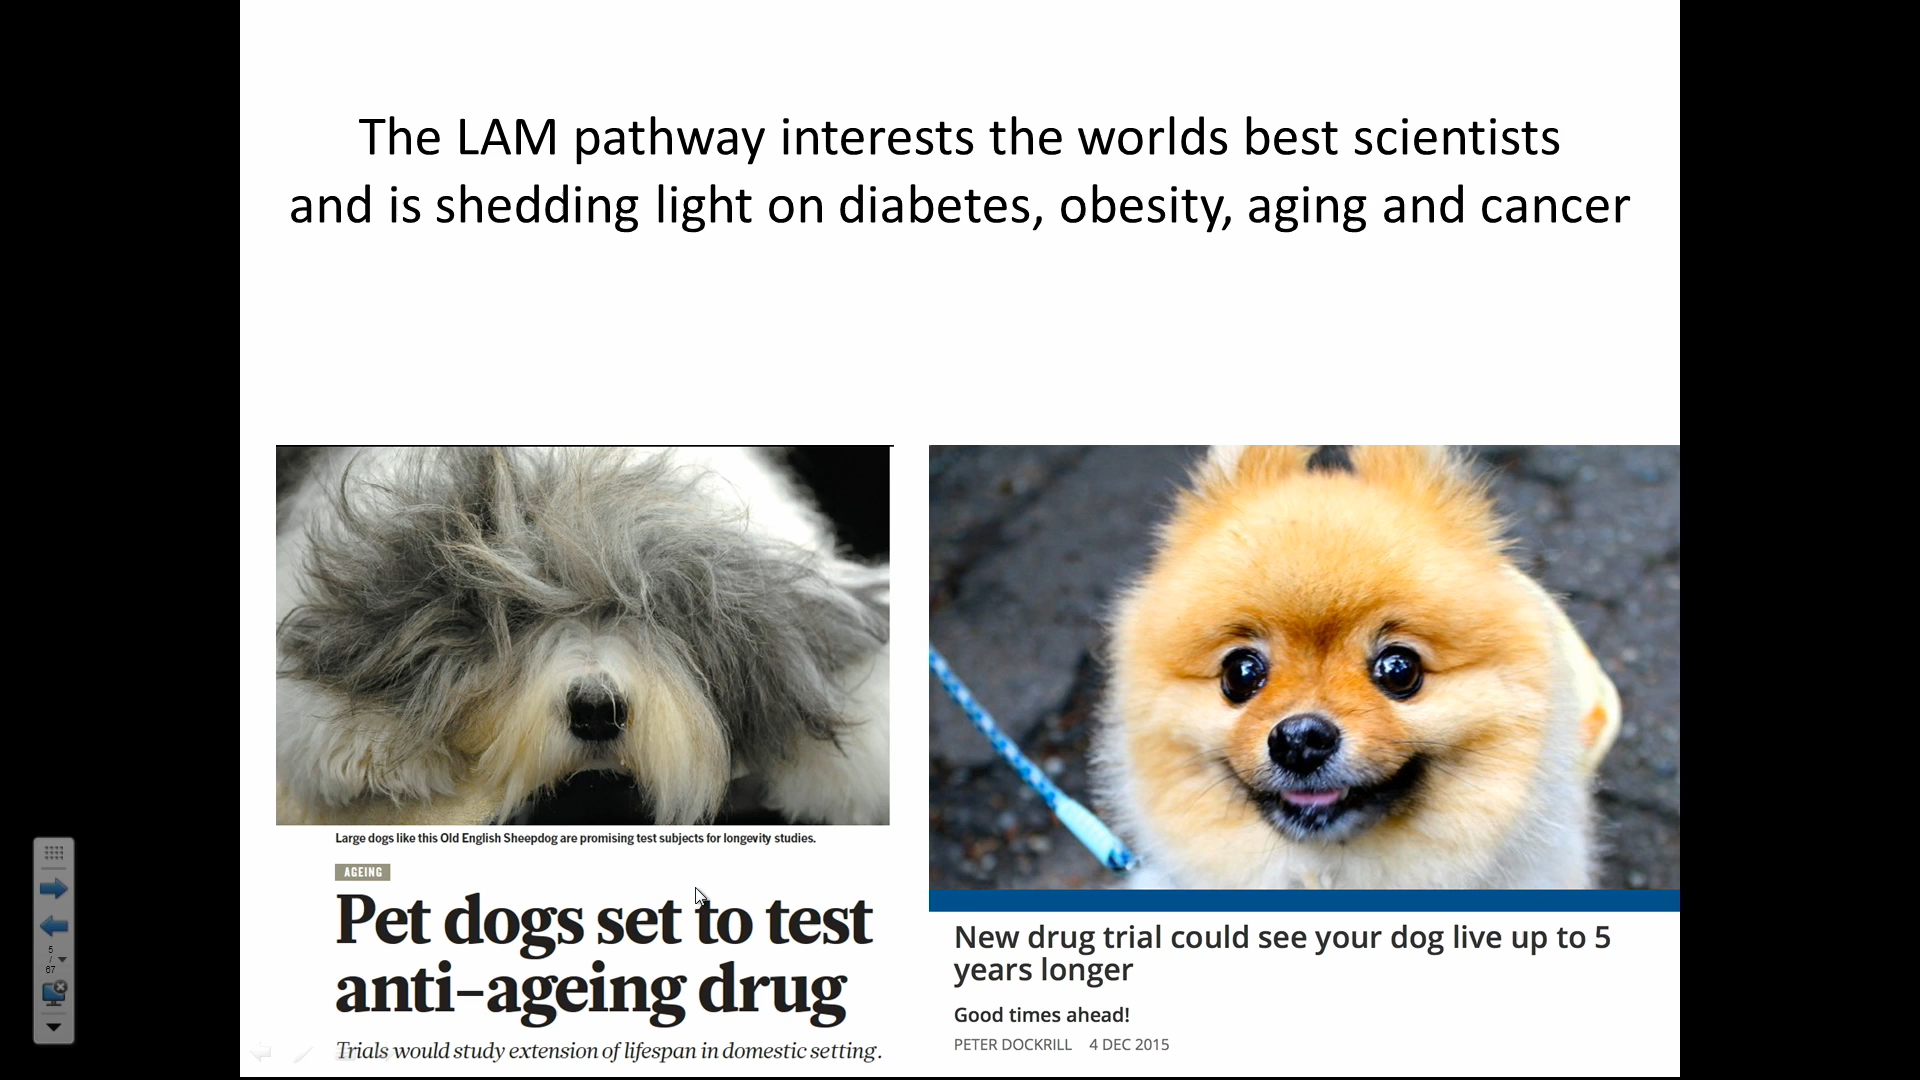 The LAM pathway interests the worlds best scientists
and is shedding light on diabetes, obesity, aging and cancer
Large dogs like this Old English Sheepdog are promising test subjects for longevity studies.
AGEING
Pet dogs set to test
anti-ageing drug
Trials would study extension of lifespan in domestic setting.
New drug trial could see your dog live up to 5
years longer
Good times ahead!
PETER DOCKRILL 4 DEC 2015
5
/
67